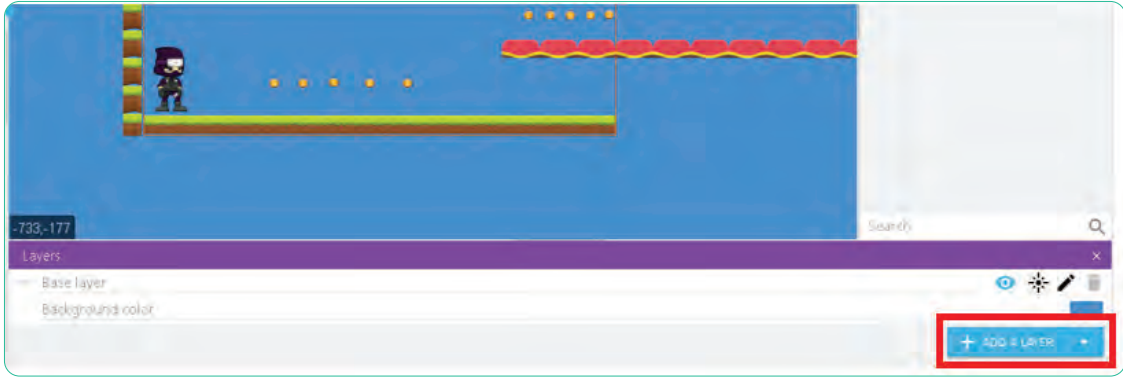 -733,-177
Search
Layers
Base layer
Background color
ADD A LAYER